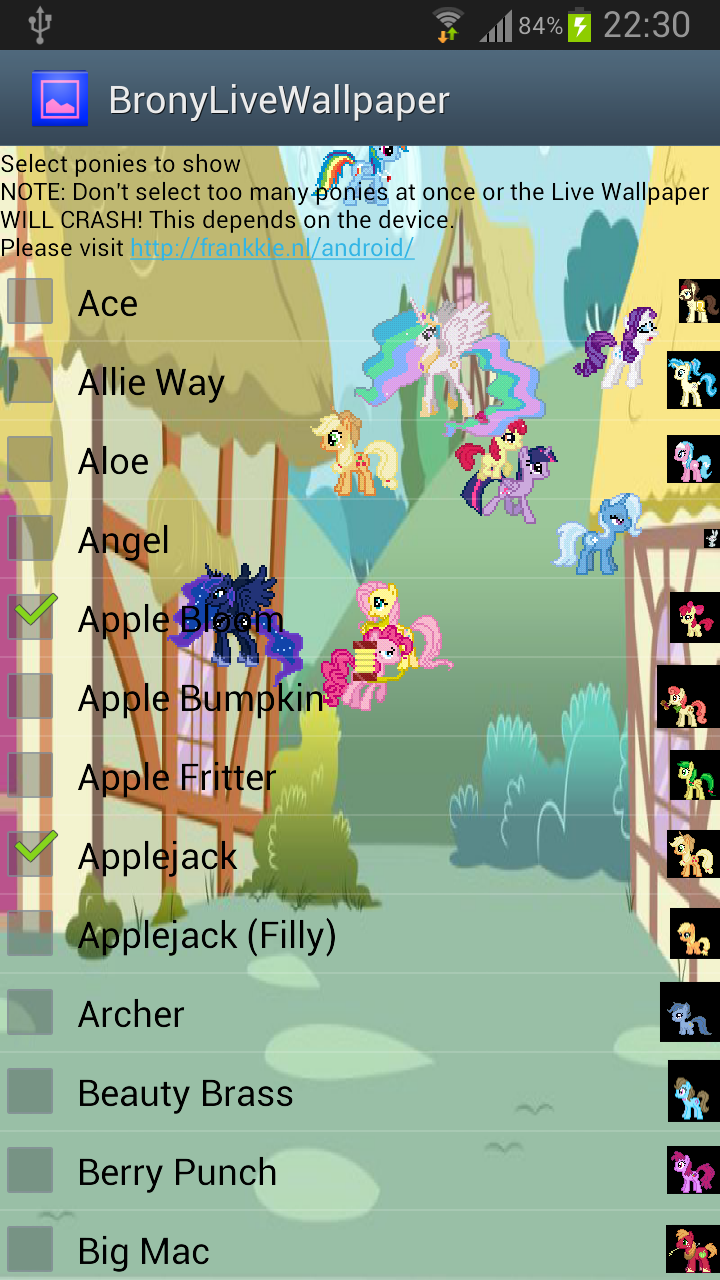 84% 22:30
BronyLiveWallpaper
Select ponies to show
NOTE: Don't select too many ponies at once or the Live Wallpaper
WILL CRASH! This depends on the device.
Please visit http://frankkie.nl/android/
Ace
Allie Way
Aloe
Angel
Apple Bloom
Apple Bumpkin
Apple Fritter
Applejack
Applejack (Filly)
Archer
Beauty Brass
Berry Punch
Big Mac